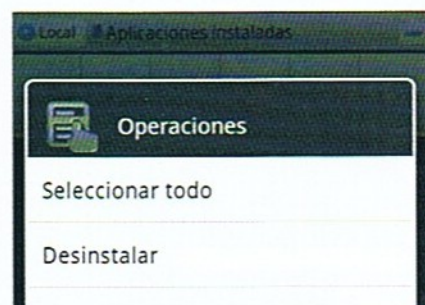 Local Aplicaciones instaladas
Operaciones
Seleccionar todo
Desinstalar